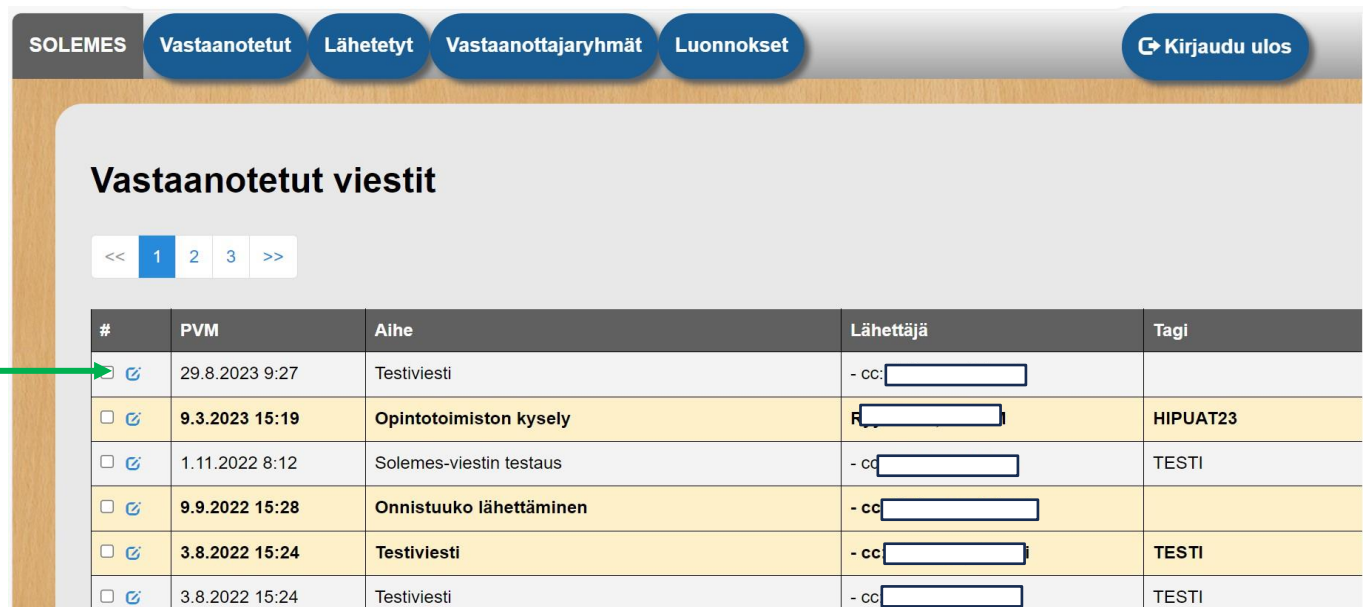 SOLEMES Vastaanotetut Lähetetyt Vastaanottajaryhmät Luonnokset Kirjaudu ulos
Vastaanotetut viestit
<< 1 2 3 >>
# PVM Aihe Lähettäjä Tagi
29.8.2023 9:27 Testiviesti - cc:
9.3.2023 15:19 Opintotoimiston kysely HIPUAT23
1.11.2022 8:12 Solemes-viestin testaus - cc TESTI
9.9.2022 15:28 Onnistuuko lähettäminen - cc
3.8.2022 15:24 Testiviesti - cc: TESTI
3.8.2022 15:24 Testiviesti - cc TESTI